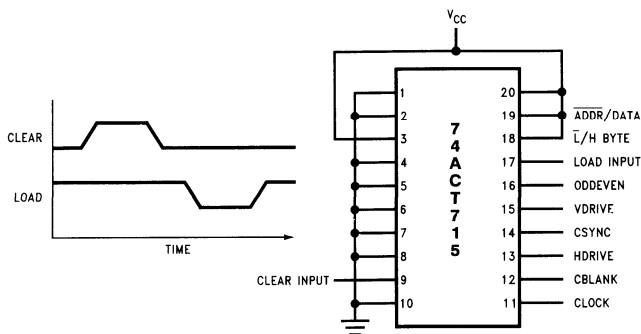 CLEAR
LOAD
TIME
VCC
74ACT715
1
2
3
4
5
6
7
8
9
10
20
19
18
17
16
15
14
13
12
11
ADDR/DATA
L/H BYTE
LOAD INPUT
ODDEVEN
VDRIVE
CSYNC
HDRIVE
CBLANK
CLOCK
CLEAR INPUT